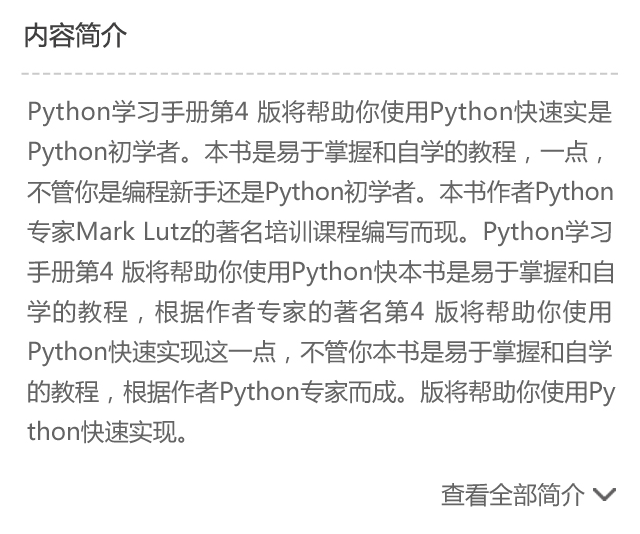 内容简介
Python学习手册第4 版将帮助你使用Python快速实是
Python初学者。本书是易于掌握和自学的教程，一点，
不管你是编程新手还是Python初学者。本书作者Python
专家Mark Lutz的著名培训课程编写而现。Python学习
手册第4 版将帮助你使用Python快本书是易于掌握和自
学的教程，根据作者专家的著名第4 版将帮助你使用
Python快速实现这一点，不管你本书是易于掌握和自学
的教程，根据作者Python专家而成。版将帮助你使用Py
thon快速实现。
查看全部简介